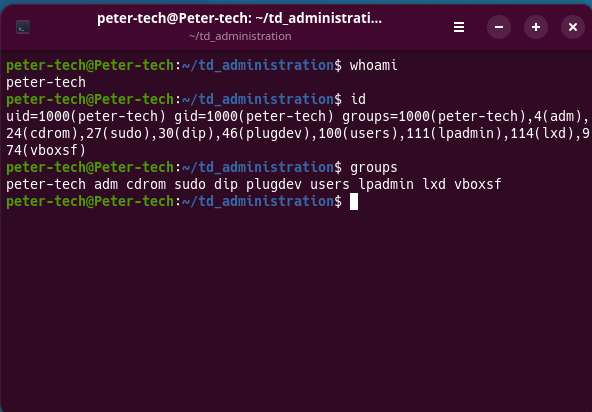 peter-tech@Peter-tech: ~/td_administrati...
~/td_administration
peter-tech@Peter-tech:~/td_administration$ whoami
peter-tech
peter-tech@Peter-tech:~/td_administration$ id
uid=1000(peter-tech) gid=1000(peter-tech) groups=1000(peter-tech),4(adm),
24(cdrom),27(sudo),30(dip),46(plugdev),100(users),111(lpadmin),114(lxd),9
74(vboxsf)
peter-tech@Peter-tech:~/td_administration$ groups
peter-tech adm cdrom sudo dip plugdev users lpadmin lxd vboxsf
peter-tech@Peter-tech:~/td_administration$